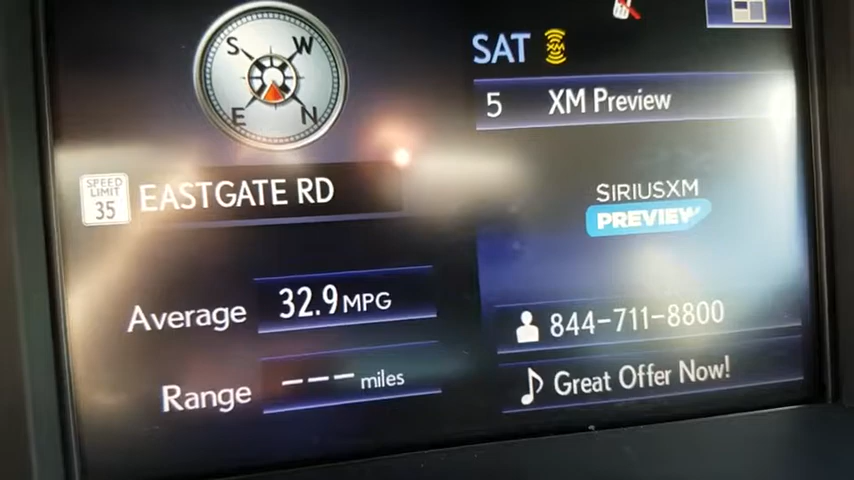 S W
E N
SPEED
LIMIT
35
EASTGATE RD
Average 32.9 MPG
Range --- miles
SAT XM
5 XM Preview
SIRIUSXM
PREVIEW
844-711-8800
Great Offer Now!